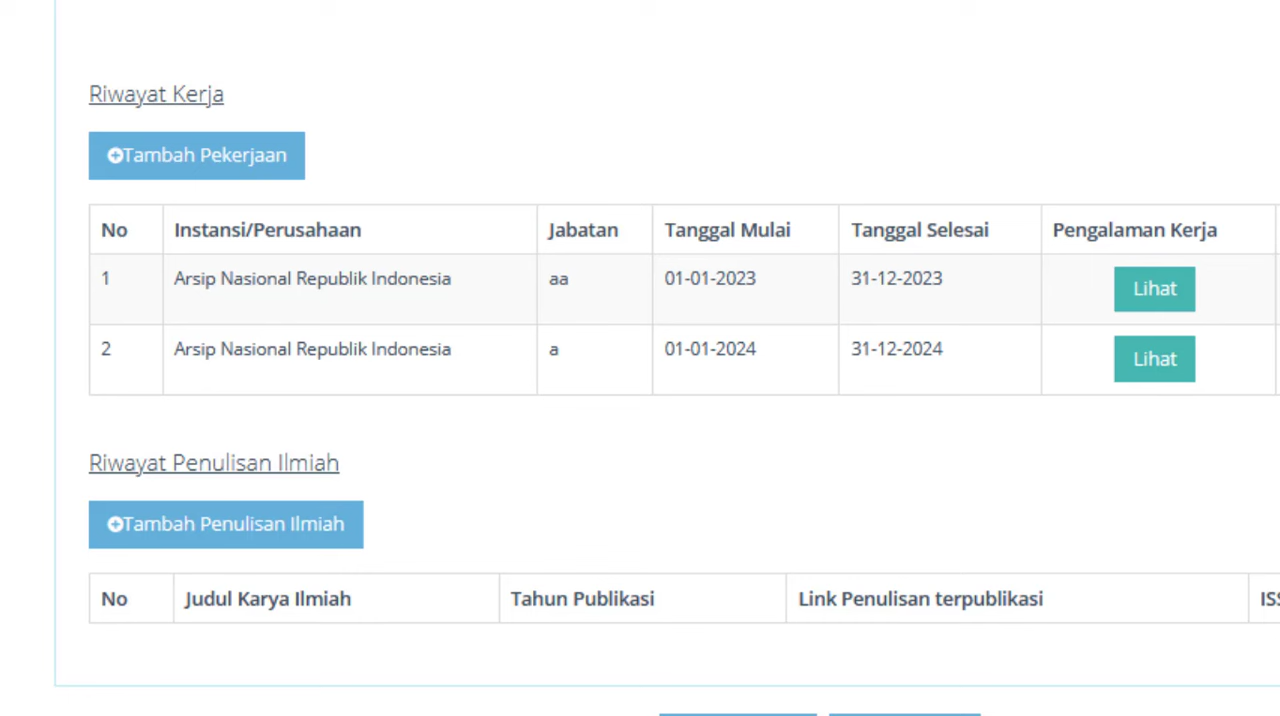 Riwayat Kerja
Tambah Pekerjaan
No Instansi/Perusahaan Jabatan Tanggal Mulai Tanggal Selesai Pengalaman Kerja
1 Arsip Nasional Republik Indonesia aa 01-01-2023 31-12-2023 Lihat
2 Arsip Nasional Republik Indonesia a 01-01-2024 31-12-2024 Lihat
Riwayat Penulisan Ilmiah
Tambah Penulisan Ilmiah
No Judul Karya Ilmiah Tahun Publikasi Link Penulisan terpublikasi